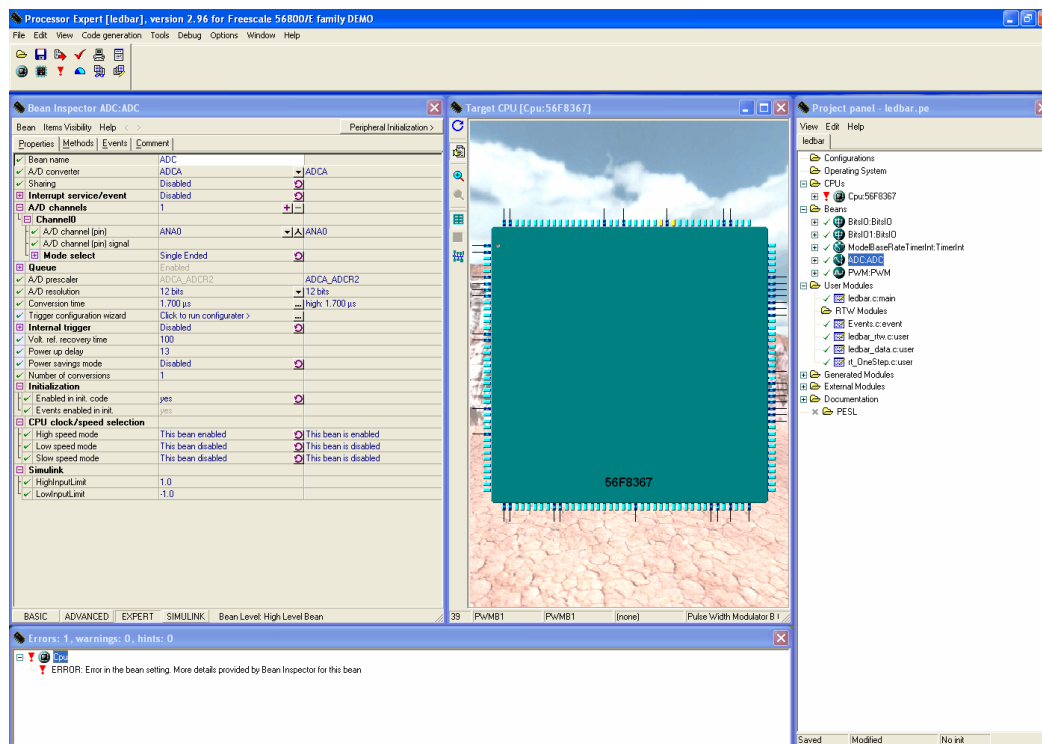 Processor Expert [ledbar], version 2.96 for Freescale 56800/E family DEMO
File Edit View Code generation Tools Debug Options Window Help
Bean Inspector ADC:ADC
Bean Items Visibility Help < > Peripheral Initialization >
Properties Methods Events Comment
Bean name ADC
A/D converter ADCA ADCA
Sharing Disabled
Interrupt service/event Disabled
A/D channels 1 + -
Channel0
A/D channel (pin) ANA0 ANA0
A/D channel (pin) signal
Mode select Single Ended
Queue Enabled
A/D prescaler ADCA_ADCR2 ADCA_ADCR2
A/D resolution 12 bits 12 bits
Conversion time 1.700 µs ... high: 1.700 µs
Trigger configuration wizard Click to run configurater > ...
Internal trigger Disabled
Volt. ref. recovery time 100
Power up delay 13
Power savings mode Disabled
Number of conversions 1
Initialization
Enabled in init. code yes
Events enabled in init. yes
CPU clock/speed selection
High speed mode This bean enabled This bean is enabled
Low speed mode This bean disabled This bean is disabled
Slow speed mode This bean disabled This bean is disabled
Simulink
HighInputLimit 1.0
LowInputLimit -1.0
BASIC ADVANCED EXPERT SIMULINK Bean Level: High Level Bean
Target CPU [Cpu:56F8367]
56F8367
39 PWMB1 PWMB1 (none) Pulse Width Modulator B
Project panel - ledbar.pe
View Edit Help
ledbar
Configurations
Operating System
CPUs
Cpu:56F8367
Beans
BitsIO:BitsIO
BitsIO1:BitsIO
ModelBaseRateTimerInt:TimerInt
ADC:ADC
PWM:PWM
User Modules
ledbar.c:main
RTW Modules
Events.c:event
ledbar_rtw.c:user
ledbar_data.c:user
rt_OneStep.c:user
Generated Modules
External Modules
Documentation
PESL
Saved Modified No init
Errors: 1, warnings: 0, hints: 0
Cpu
ERROR: Error in the bean setting. More details provided by Bean Inspector for this bean